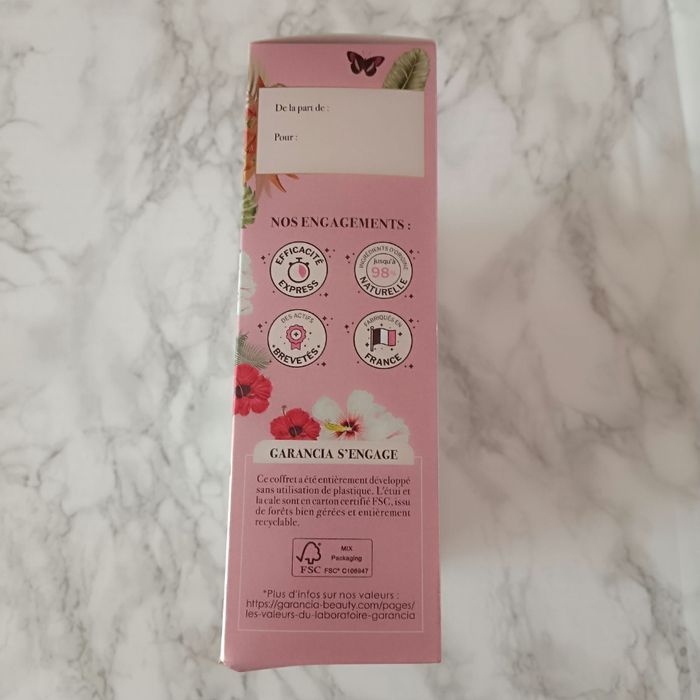 De la part de :
Pour :
NOS ENGAGEMENTS :
EFFICACITÉ
EXPRESS
INGRÉDIENTS D'ORIGINE
jusqu'à
98%
NATURELLE
DES ACTIFS
BREVETÉS
FABRIQUÉS EN
FRANCE
GARANCIA S'ENGAGE
Ce coffret a été entièrement développé
sans utilisation de plastique. L'étui et
la cale sont en carton certifié FSC, issu
de forêts bien gérées et entièrement
recyclable.
MIX
Packaging
FSC FSC® C106947
*Plus d'infos sur nos valeurs :
https://garancia-beauty.com/pages/
les-valeurs-du-laboratoire-garancia